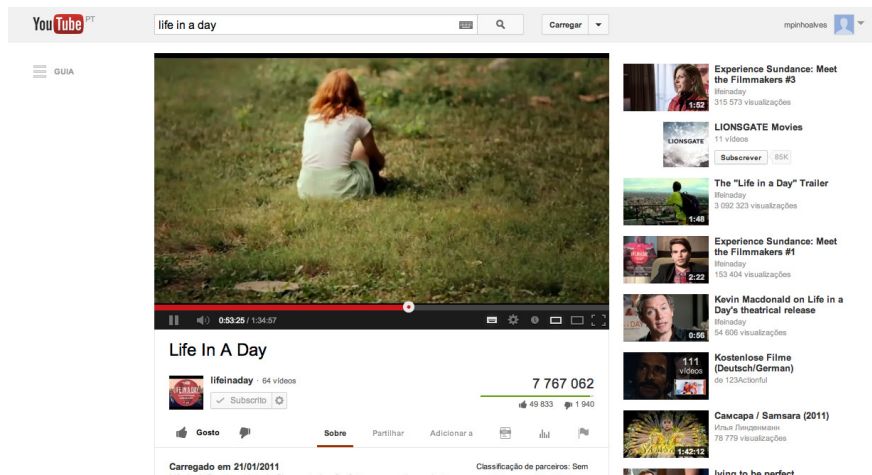 YouTube PT
life in a day
Carregar
mpinhoalves
GUIA
0:53:25 / 1:34:57
Life In A Day
lifeinaday · 64 vídeos
Subscrito
7 767 062
49 833 1 940
Gosto
Sobre
Partilhar
Adicionar a
Carregado em 21/01/2011
Classificação de parceiros: Sem
1:52
Experience Sundance: Meet
the Filmmakers #3
lifeinaday
315 573 visualizações
LIONSGATE
LIONSGATE Movies
11 vídeos
Subscrever 85K
1:48
The "Life in a Day" Trailer
lifeinaday
3 092 323 visualizações
2:22
Experience Sundance: Meet
the Filmmakers #1
lifeinaday
153 404 visualizações
0:56
Kevin Macdonald on Life in a
Day's theatrical release
lifeinaday
54 606 visualizações
111
vídeos
Kostenlose Filme
(Deutsch/German)
de 123Actionful
1:42:12
Самсара / Samsara (2011)
Илья Линдeнманн
78 779 visualizações
lying to be perfect